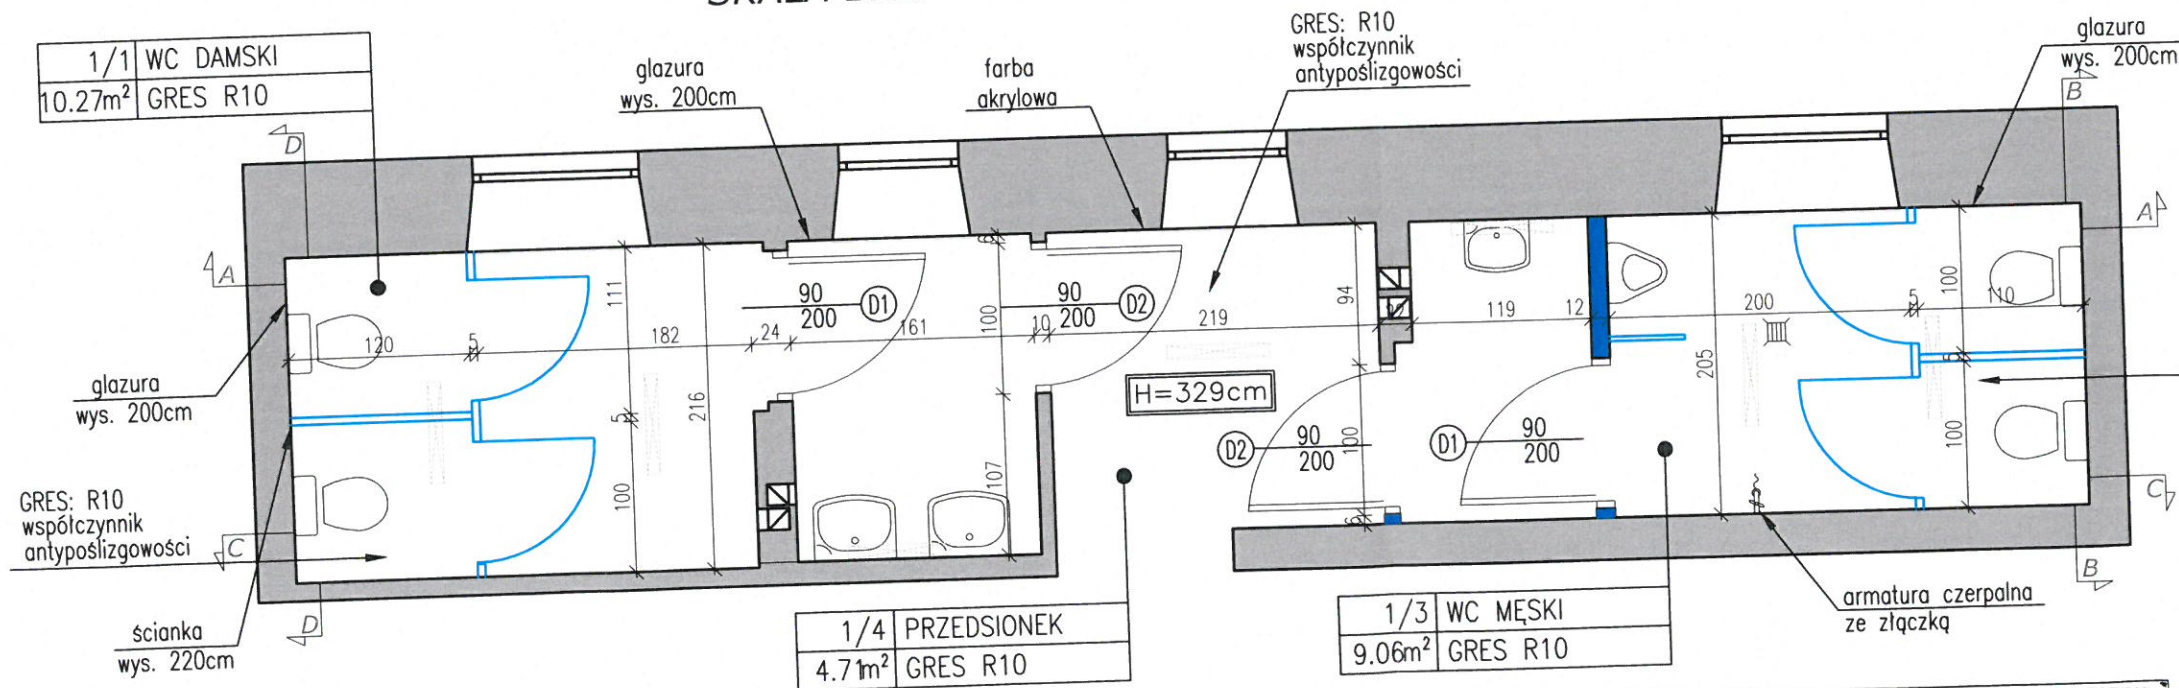 GRES: R10
współczynnik
antypoślizgowości
glazura
wys. 200cm
1/1 WC DAMSKI
10.27m² GRES R10
glazura
wys. 200cm
farba
akrylowa
B
D
A
A
90
200
D1
90
200
D2
111
100
6
94
100
120
5
182
24
161
10
219
119
12
200
5
110
216
205
5
5
glazura
wys. 200cm
H=329cm
D2
90
200
D1
90
200
100
100
107
100
6
GRES: R10
współczynnik
antypoślizgowości
C
C
B
D
ścianka
wys. 220cm
armatura czerpalna
ze złączką
1/4 PRZEDSIONEK
4.71m² GRES R10
1/3 WC MĘSKI
9.06m² GRES R10